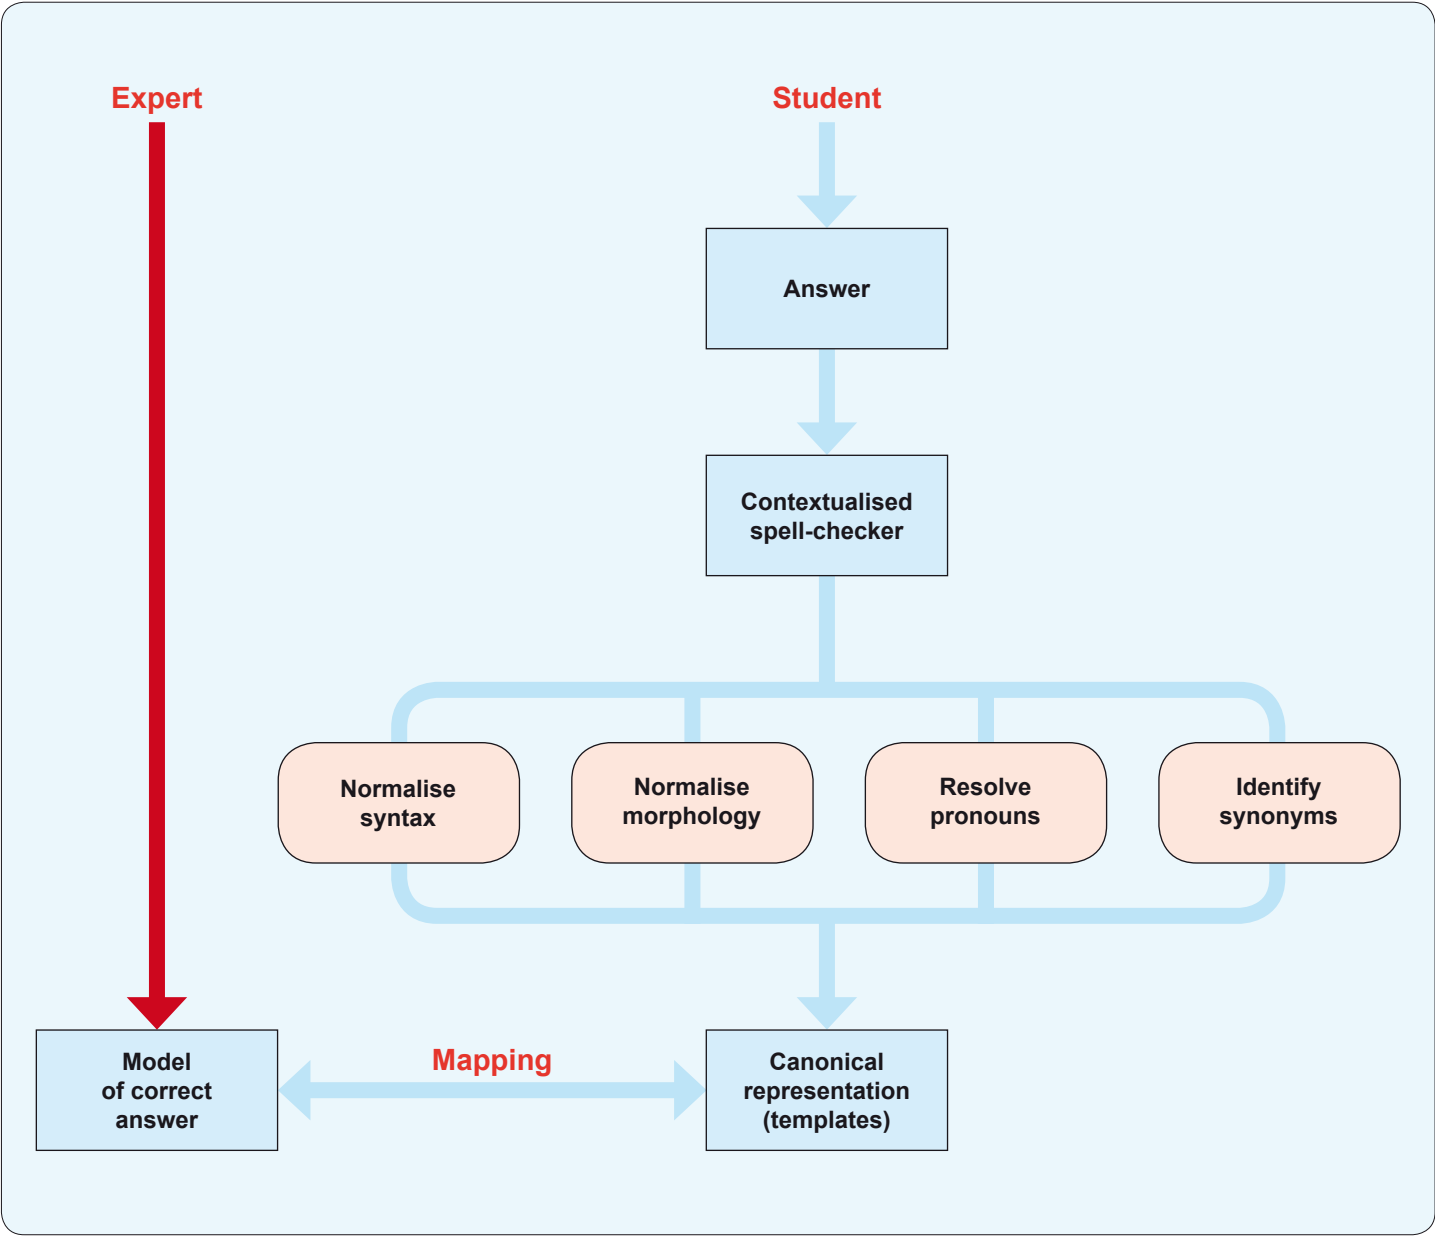 Expert
Student
Answer
Contextualised
spell-checker
Normalise
syntax
Normalise
morphology
Resolve
pronouns
Identify
synonyms
Model
of correct
answer
Mapping
Canonical
representation
(templates)